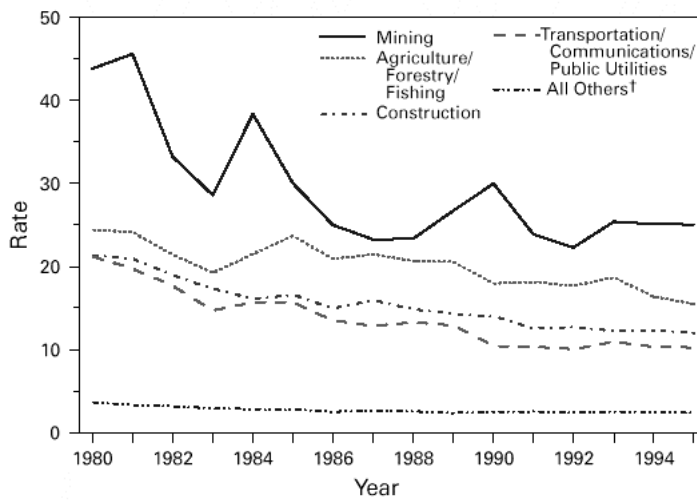 50
40
30
20
10
0
Rate
Mining
Agriculture/
Forestry/
Fishing
Construction
Transportation/
Communications/
Public Utilities
All Others†
1980 1982 1984 1986 1988 1990 1992 1994
Year